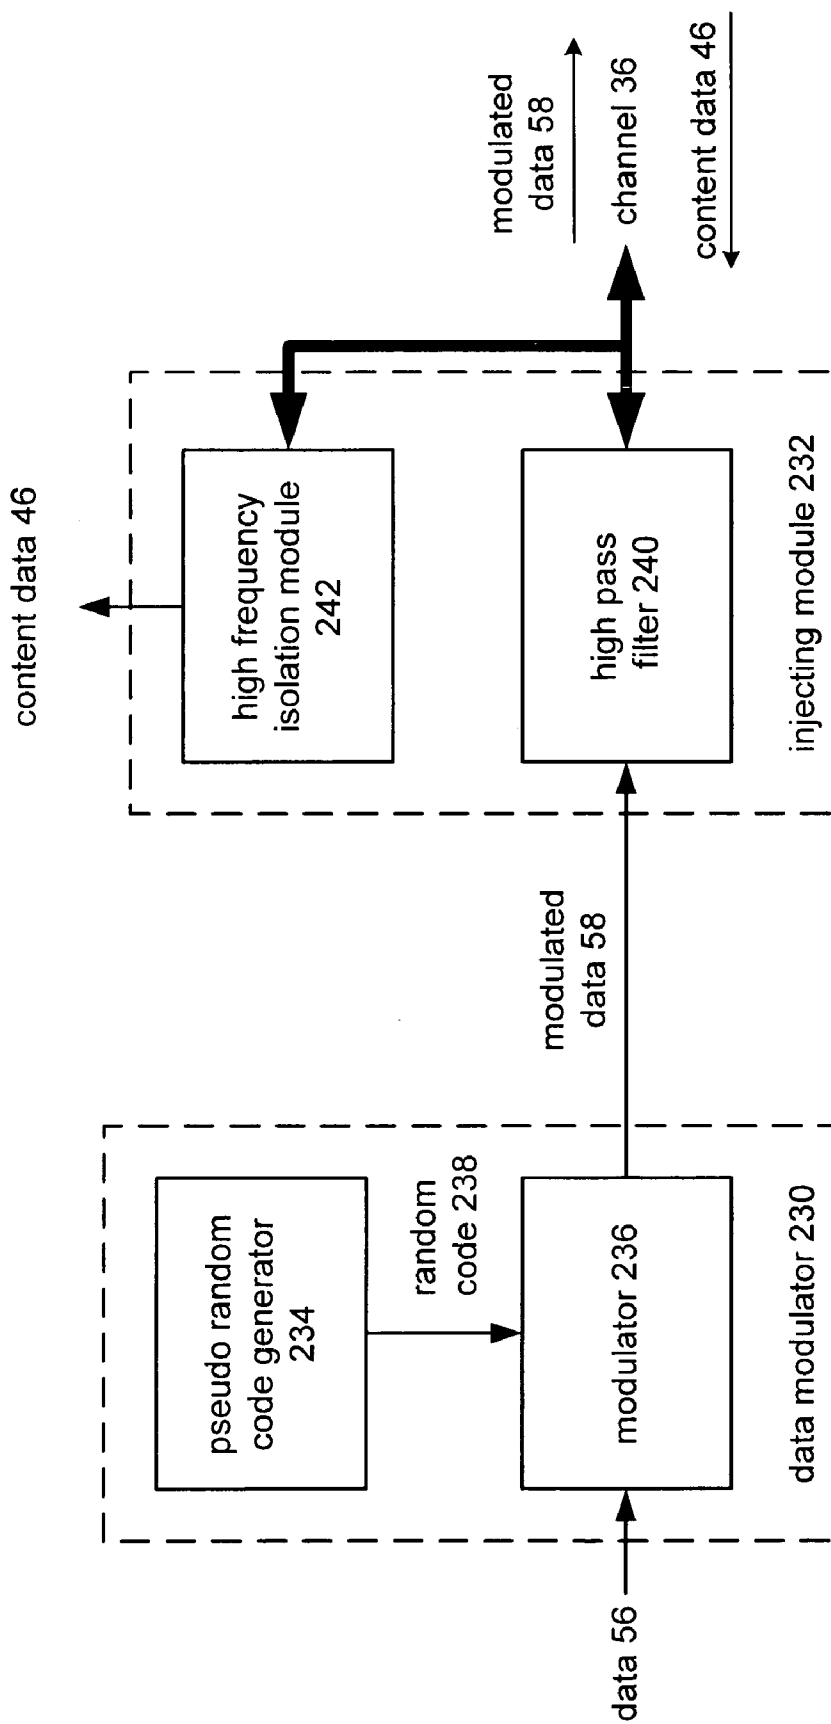 pseudo random
code generator
234
random
code 238
data 56
modulator 236
data modulator 230
modulated
data 58
content data 46
high frequency
isolation module
242
high pass
filter 240
injecting module 232
modulated
data 58
channel 36
content data 46